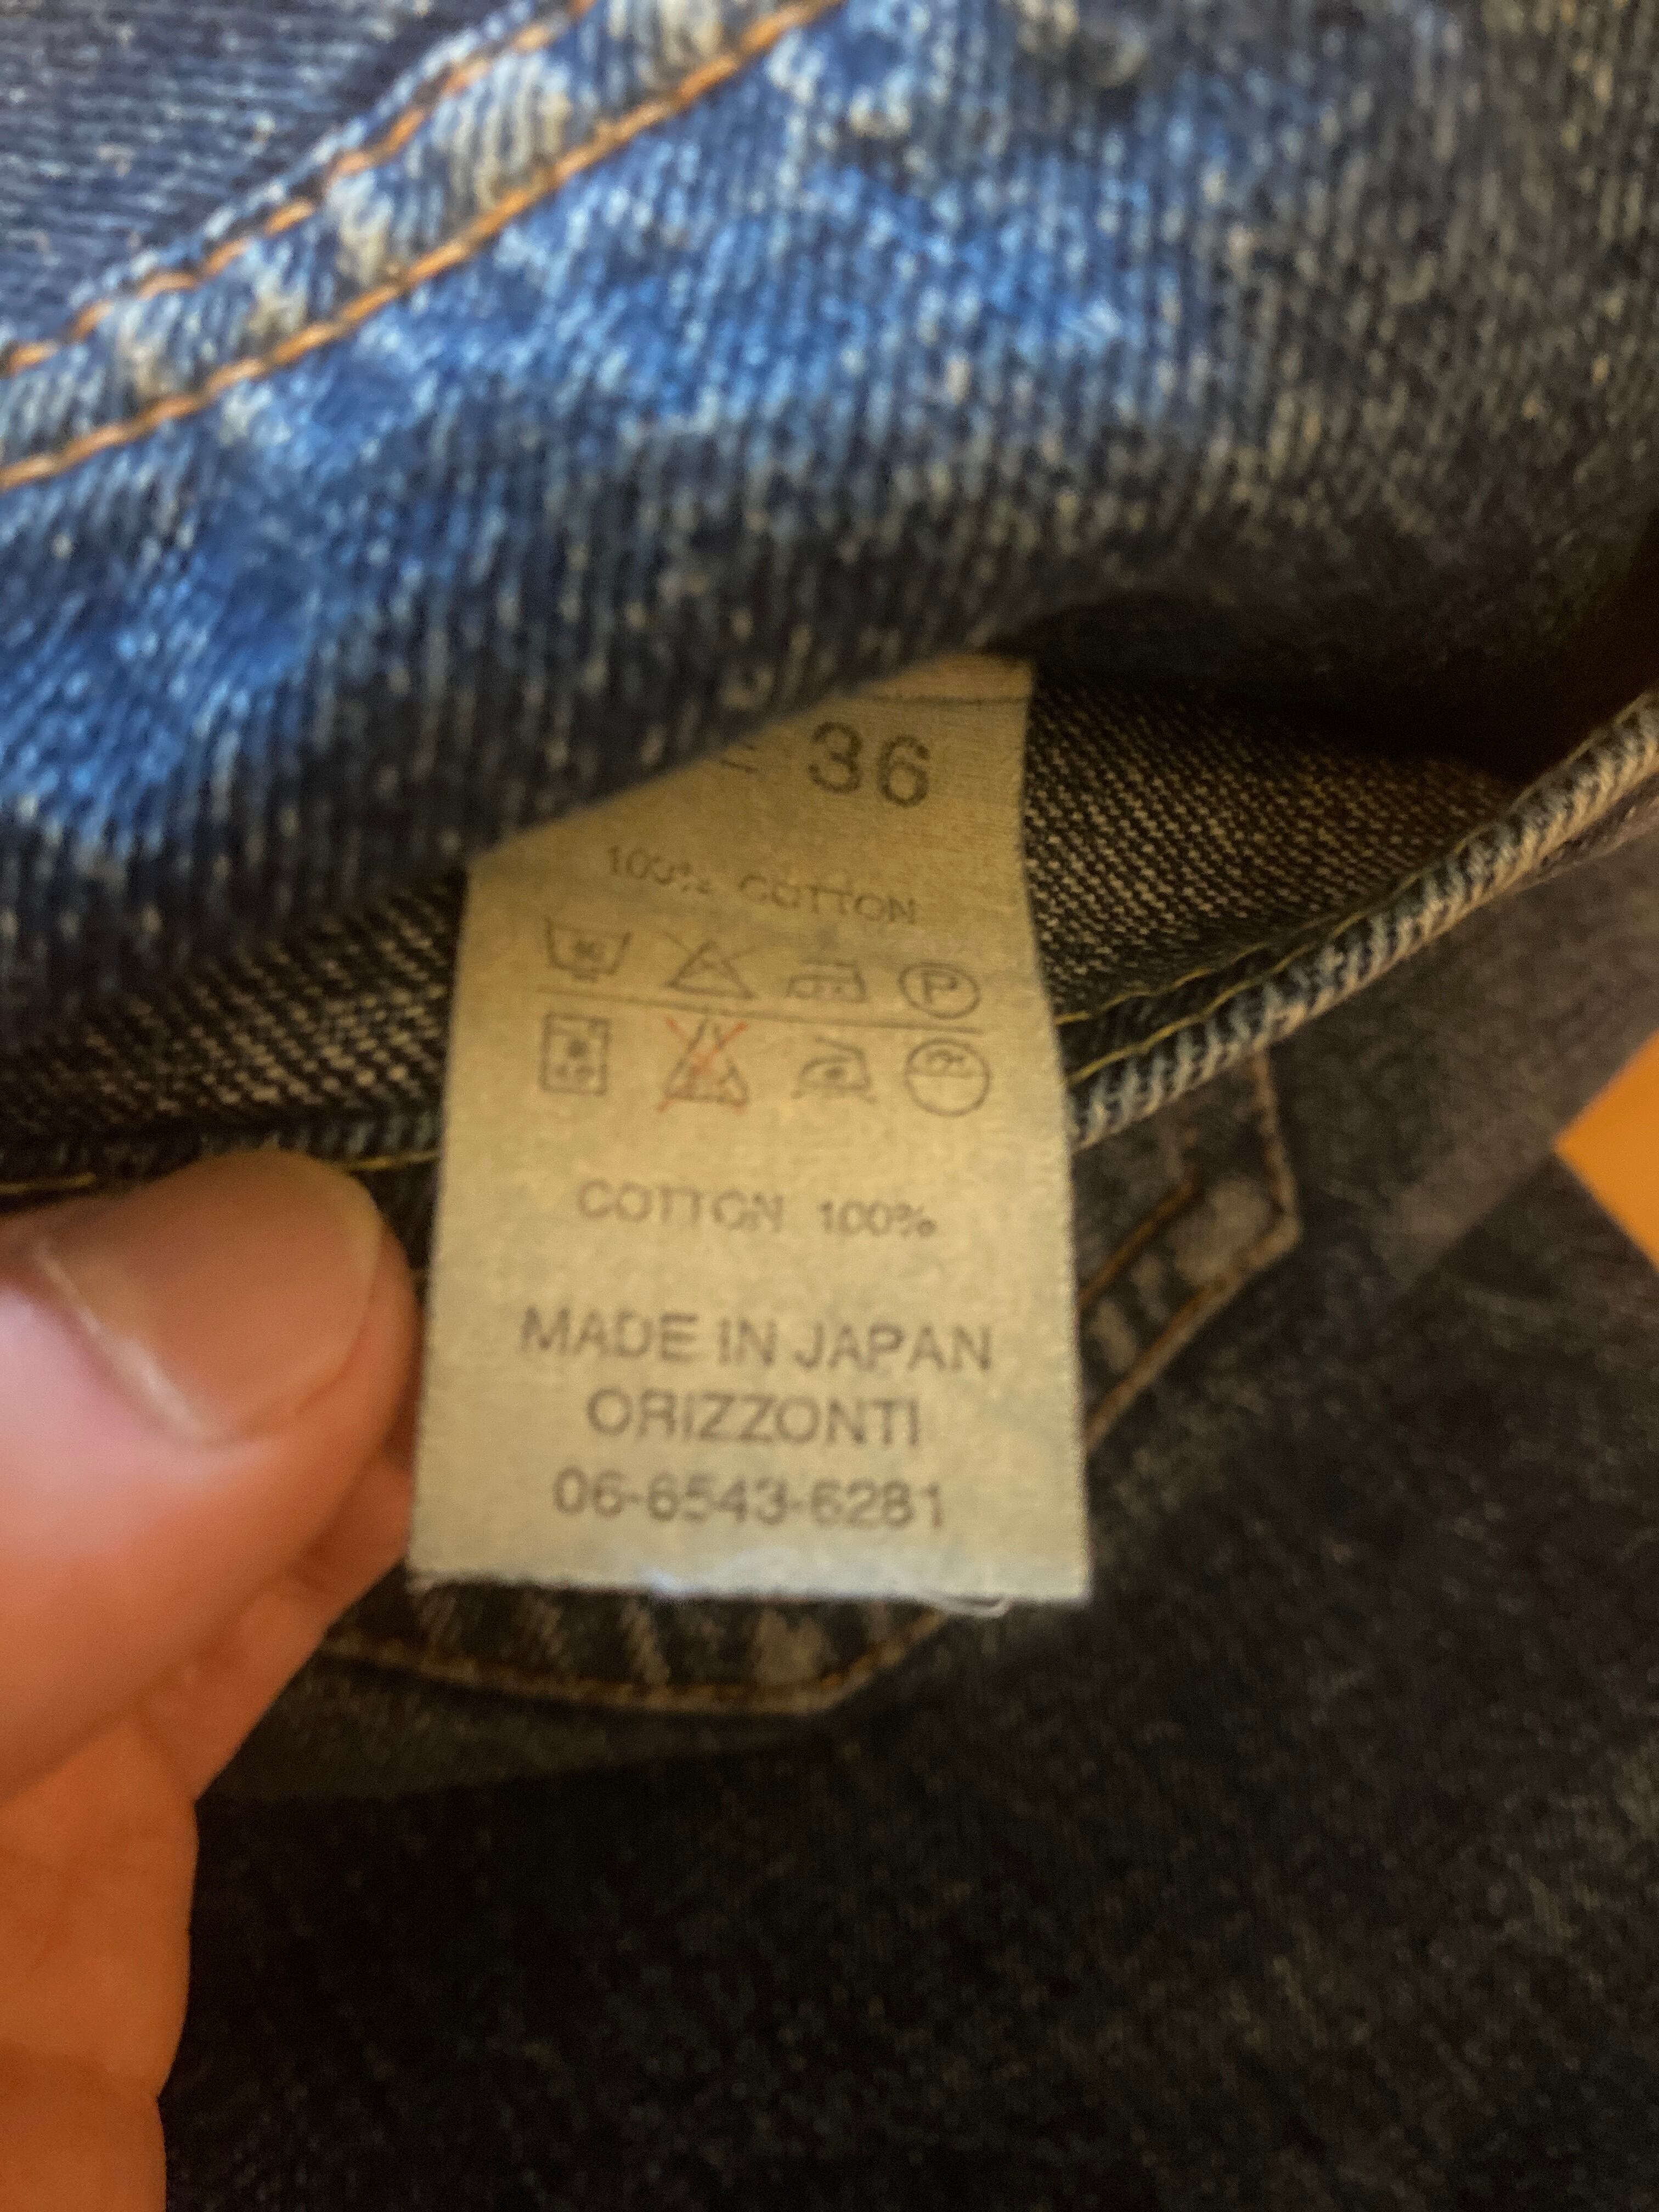 36
100% COTTON
P
COTTON 100%
MADE IN JAPAN
ORIZZONTI
06-6543-6281